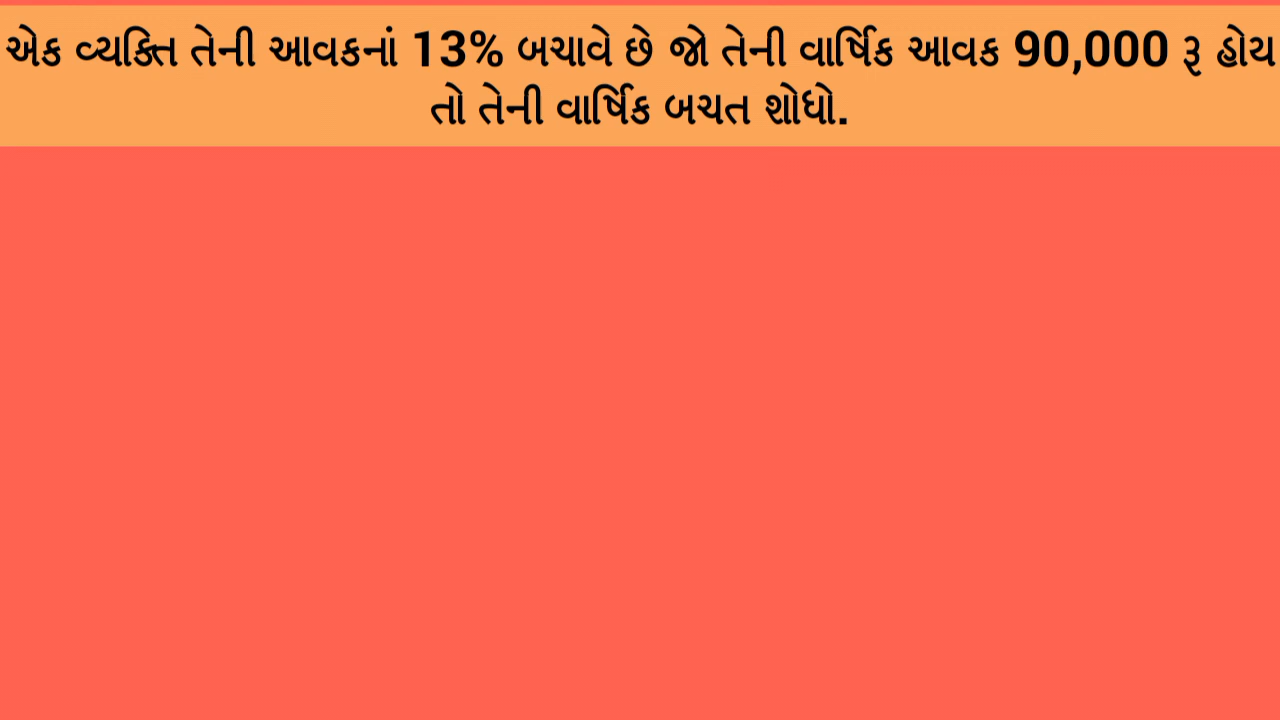 એક વ્યક્તિ તેની આવકનાં 13% બચાવે છે જો તેની વાર્ષિક આવક 90,000 રૂ હોય
તો તેની વાર્ષિક બચત શોધો.